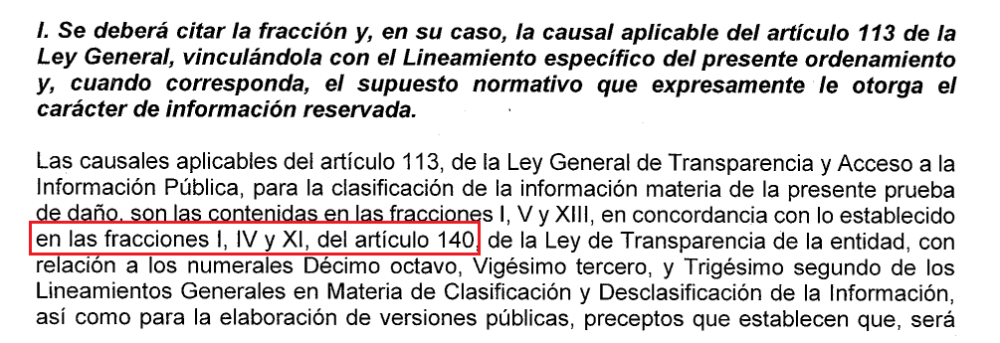 I. Se deberá citar la fracción y, en su caso, la causal aplicable del artículo 113 de la
Ley General, vinculándola con el Lineamiento específico del presente ordenamiento
y, cuando corresponda, el supuesto normativo que expresamente le otorga el
carácter de información reservada.
Las causales aplicables del artículo 113, de la Ley General de Transparencia y Acceso a la
Información Pública, para la clasificación de la información materia de la presente prueba
de daño, son las contenidas en las fracciones I, V y XIII, en concordancia con lo establecido
en las fracciones I, IV y XI, del artículo 140, de la Ley de Transparencia de la entidad, con
relación a los numerales Décimo octavo, Vigésimo tercero, y Trigésimo segundo de los
Lineamientos Generales en Materia de Clasificación y Desclasificación de la Información,
así como para la elaboración de versiones públicas, preceptos que establecen que, será